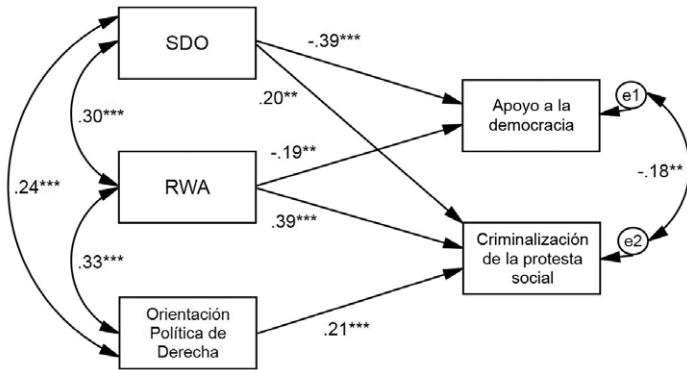 SDO
-.39***
e1
Apoyo a la
democracia
.20**
.30***
-.19**
-.18**
.24***
RWA
.39***
e2
Criminalización
de la protesta
social
.33***
Orientación
Política de
Derecha
.21***